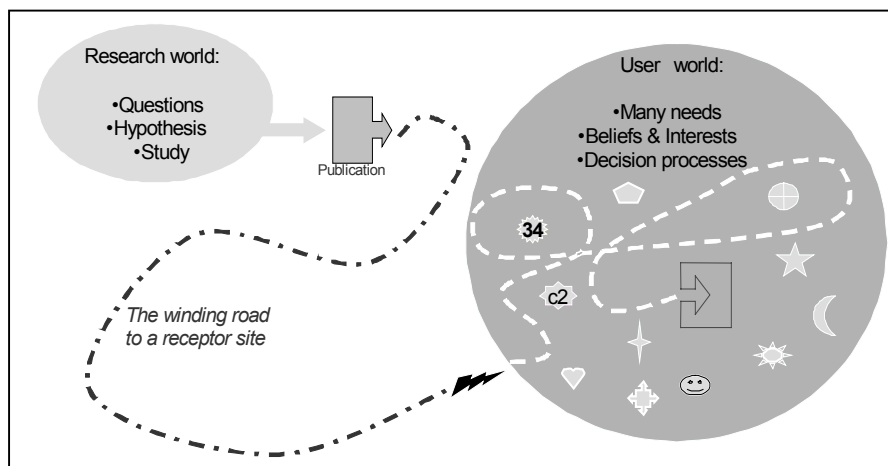 Research world:
•Questions
•Hypothesis
•Study
Publication
User world:
•Many needs
•Beliefs & Interests
•Decision processes
34
c2
The winding road
to a receptor site